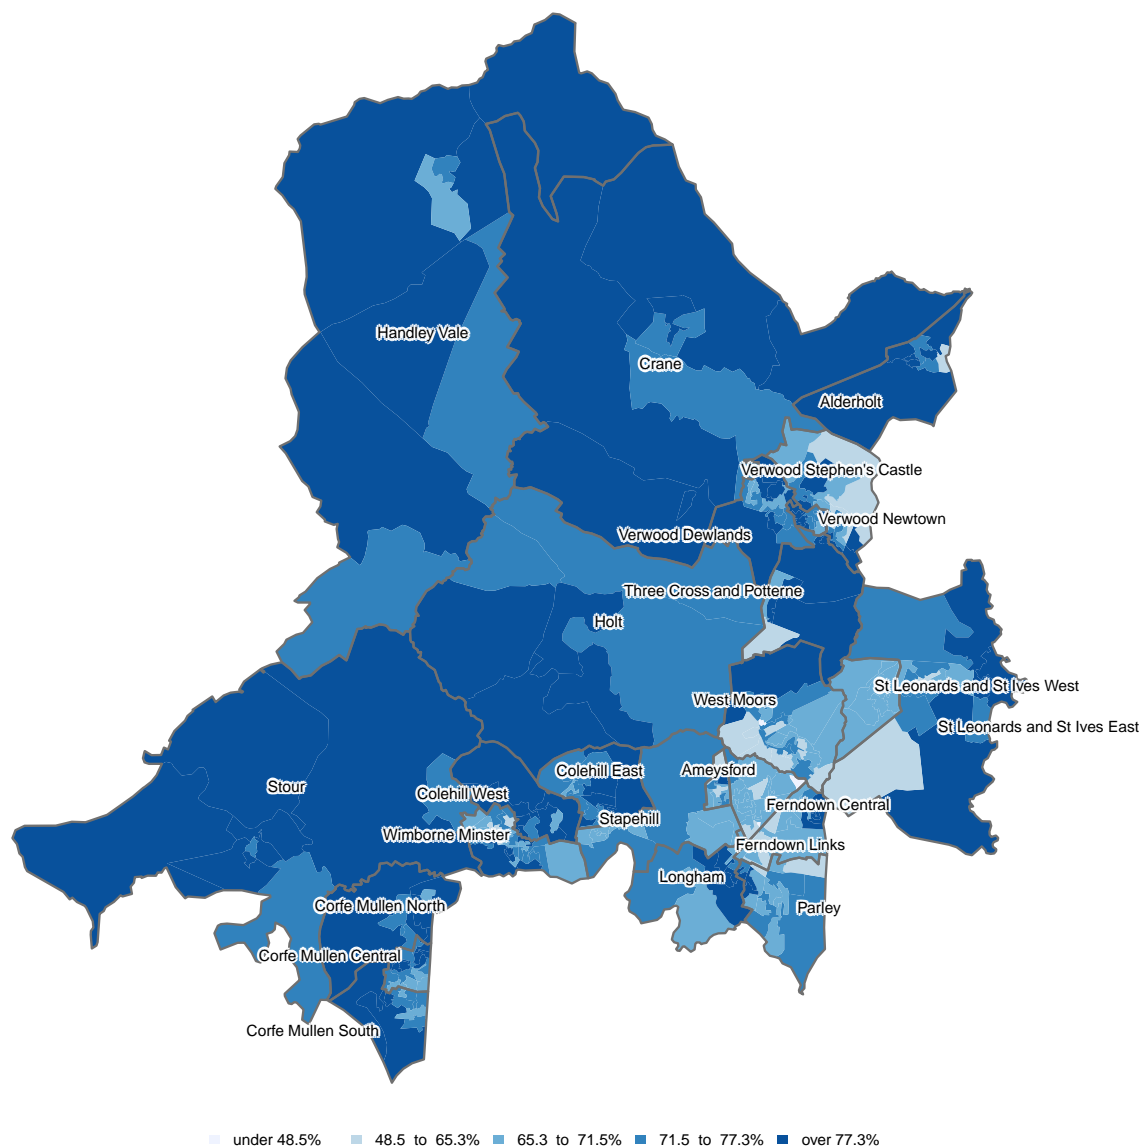 Handley Vale
Crane
Alderholt
Verwood Stephen's Castle
Verwood Newtown
Verwood Dewlands
Three Cross and Potterne
Holt
St Leonards and St Ives West
West Moors
St Leonards and St Ives East
Colehill East
Ameysford
Stour
Colehill West
Ferndown Central
Stapehill
Wimborne Minster
Ferndown Links
Longham
Corfe Mullen North
Parley
Corfe Mullen Central
Corfe Mullen South
under 48.5% 48.5 to 65.3% 65.3 to 71.5% 71.5 to 77.3% over 77.3%